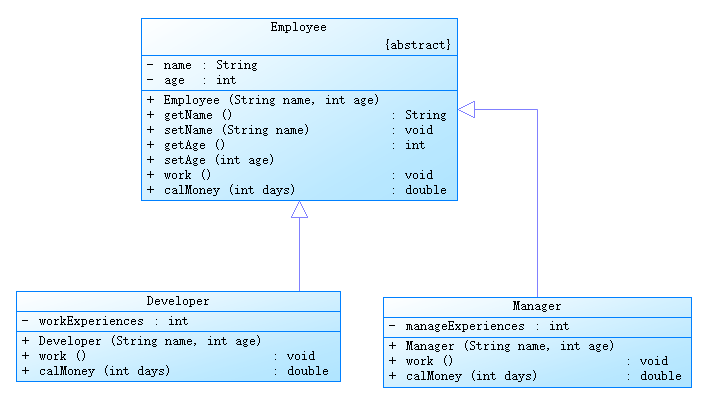 Employee
{abstract}
- name : String
- age : int
+ Employee (String name, int age)
+ getName () : String
+ setName (String name) : void
+ getAge () : int
+ setAge (int age)
+ work () : void
+ calMoney (int days) : double
Developer
- workExperiences : int
+ Developer (String name, int age)
+ work () : void
+ calMoney (int days) : double
Manager
- manageExperiences : int
+ Manager (String name, int age)
+ work () : void
+ calMoney (int days) : double